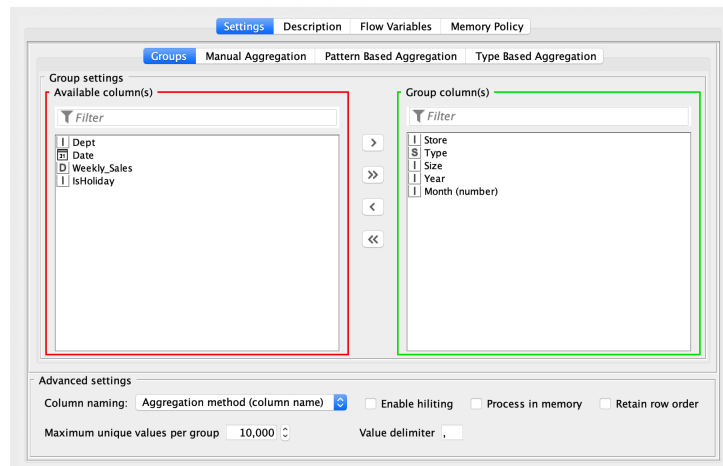 Settings Description Flow Variables Memory Policy
Groups Manual Aggregation Pattern Based Aggregation Type Based Aggregation
Group settings
Available column(s)
Filter
I Dept
31 Date
D Weekly_Sales
I IsHoliday
>
>>
<
<<
Group column(s)
Filter
I Store
S Type
I Size
I Year
I Month (number)
Advanced settings
Column naming: Aggregation method (column name) Enable hiliting Process in memory Retain row order
Maximum unique values per group 10,000 Value delimiter ,